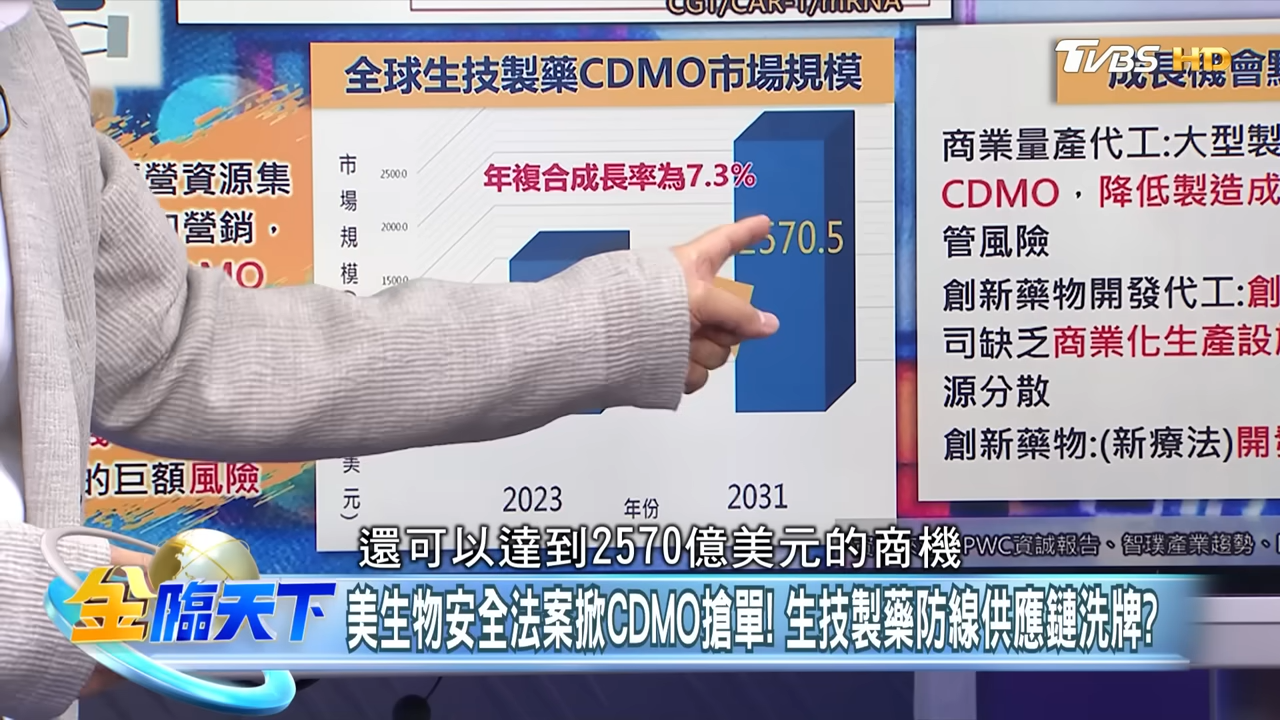 CGT/CAR-T/mRNA
TVBS HD
全球生技製藥CDMO市場規模
市場規模
美元)
2500.0
2000.0
1500.0
年複合成長率為7.3%
2570.5
2023
年份
2031
營資源集
營銷，
的巨額風險
成長機會
商業量產代工:大型製
CDMO，降低製造成
管風險
創新藥物開發代工:創
司缺乏商業化生產設
源分散
創新藥物:(新療法)開
PWC資誠報告、智璞產業趨勢、
還可以達到2570億美元的商機
金臨天下
美生物安全法案掀CDMO搶單! 生技製藥防線供應鏈洗牌?